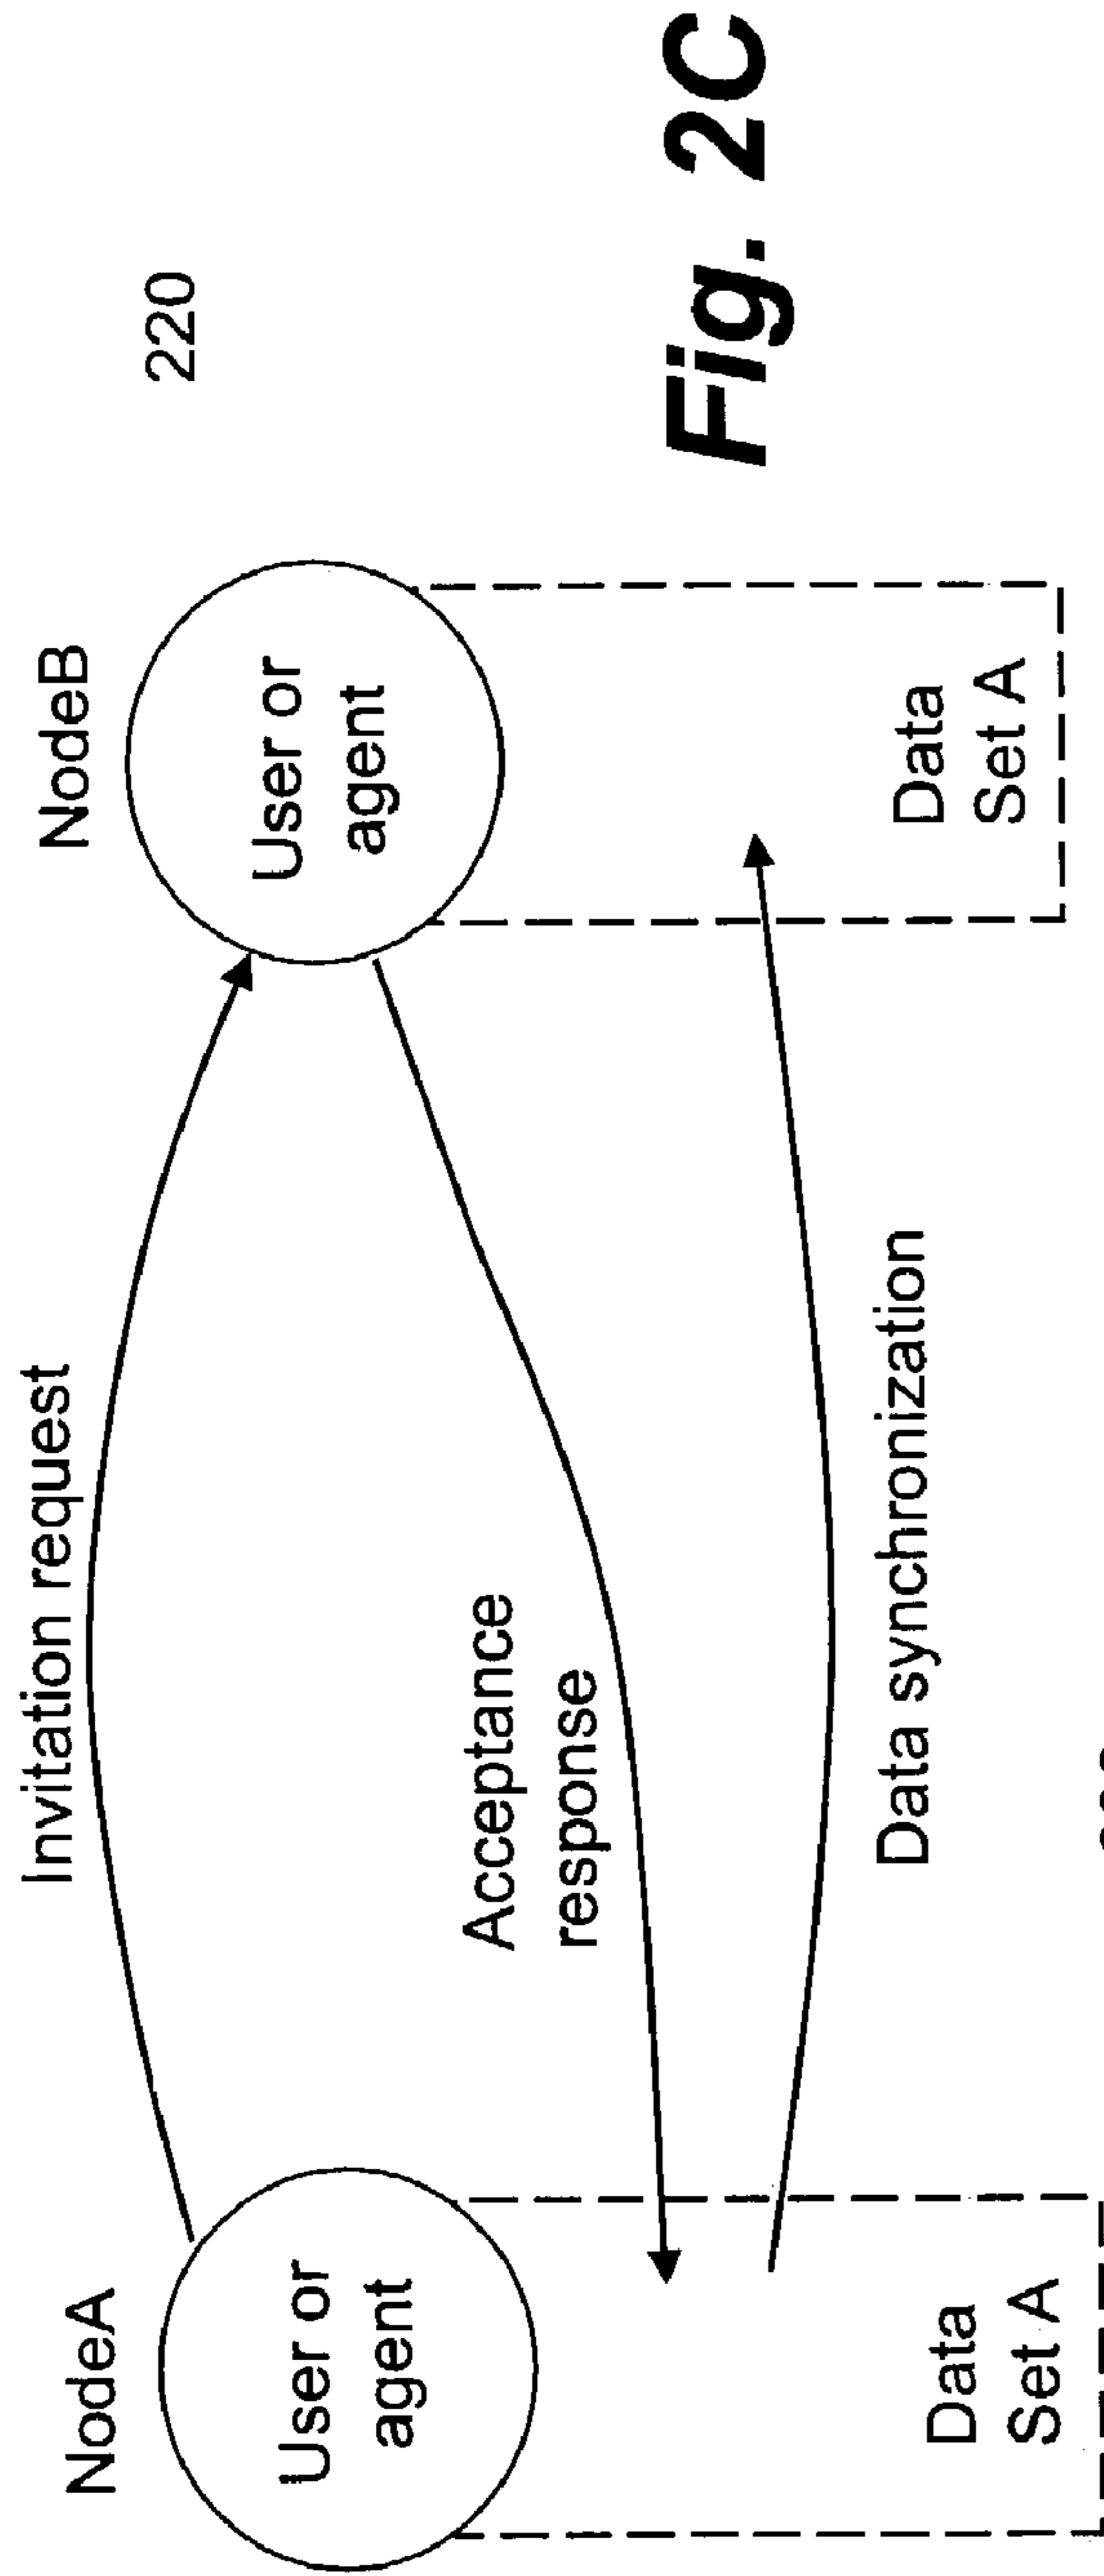 220
Invitation request
NodeA
NodeB
User or
agent
User or
agent
Acceptance
response
Data synchronization
Data
Set A
Data
Set A
Fig. 2C